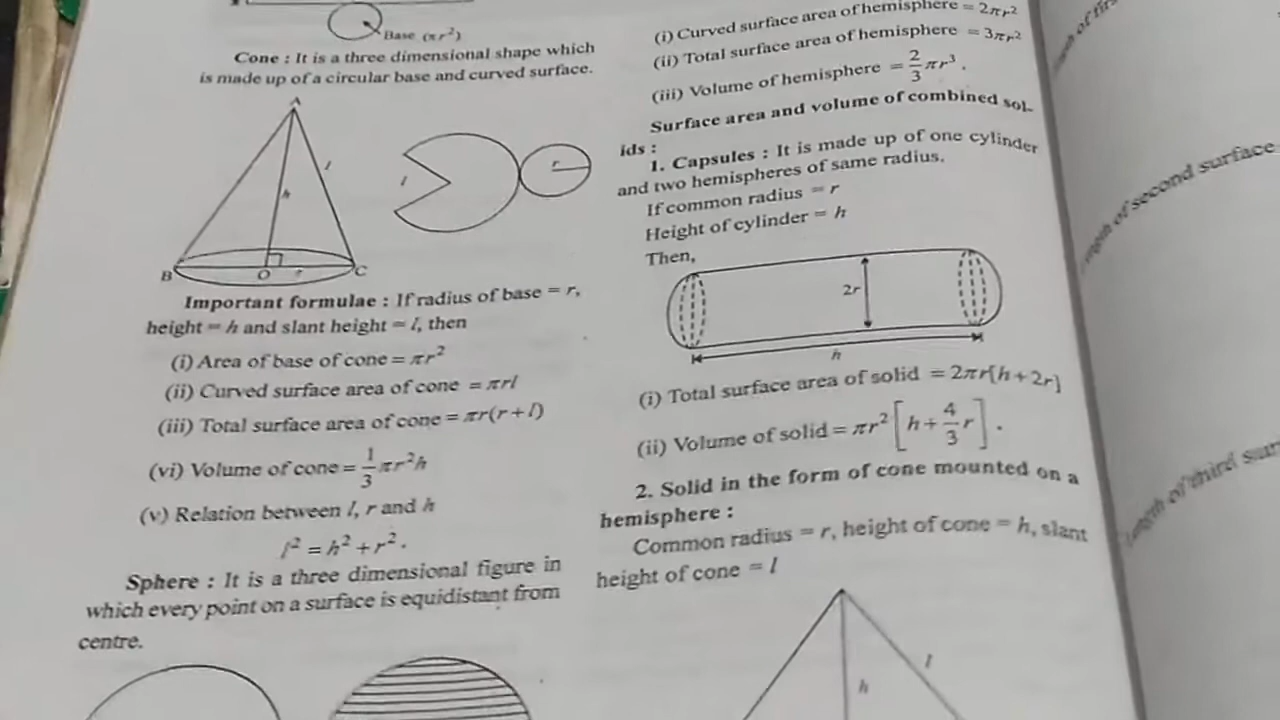 Base (πr²)
Cone : It is a three dimensional shape which
is made up of a circular base and curved surface.
A
l
h
B
O
r
C
l
r
Important formulae : If radius of base = r,
height = h and slant height = l, then
(i) Area of base of cone = πr²
(ii) Curved surface area of cone = πrl
(iii) Total surface area of cone = πr(r+l)
(vi) Volume of cone = 1/3 πr²h
(v) Relation between l, r and h
l² = h² + r².
Sphere : It is a three dimensional figure in
which every point on a surface is equidistant from
centre.
(i) Curved surface area of hemisphere = 2πr²
(ii) Total surface area of hemisphere = 3πr²
(iii) Volume of hemisphere = 2/3 πr³.
Surface area and volume of combined sol-
ids :
1. Capsules : It is made up of one cylinder
and two hemispheres of same radius.
If common radius = r
Height of cylinder = h
Then,
2r
h
(i) Total surface area of solid = 2πr[h+2r]
(ii) Volume of solid = πr² [h + 4/3 r].
2. Solid in the form of cone mounted on a
hemisphere :
Common radius = r, height of cone = h, slant
height of cone = l
l
h
of
of second surface
of third